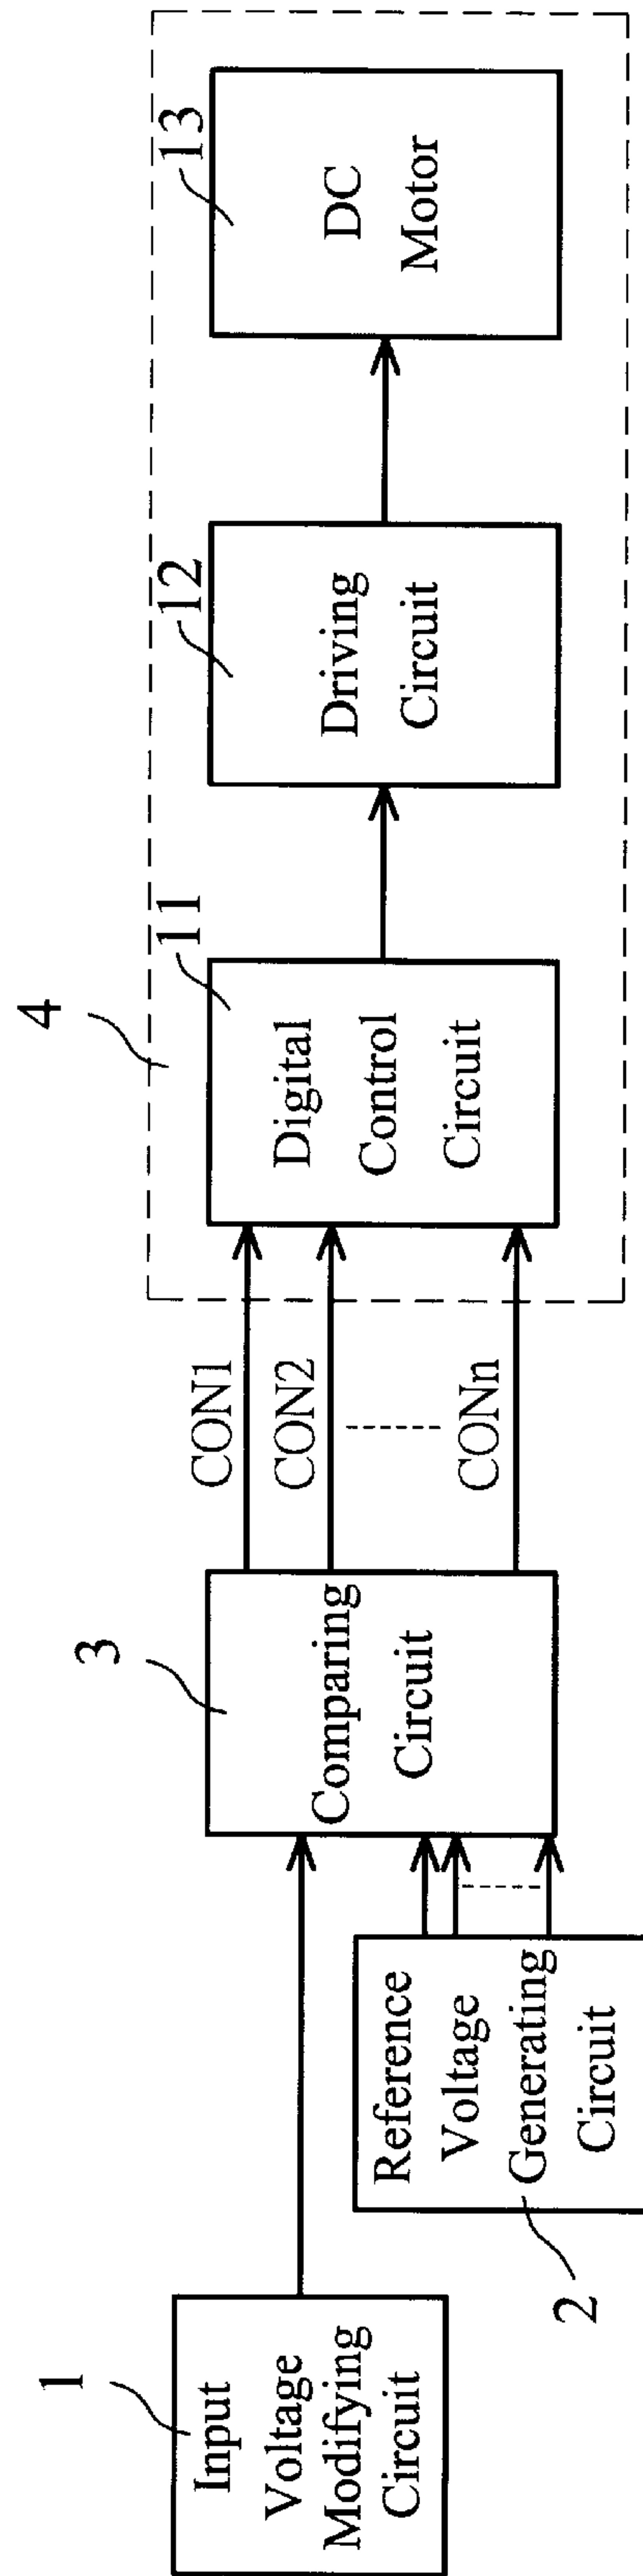 1
Input
Voltage
Modifying
Circuit
2
Reference
Voltage
Generating
Circuit
3
Comparing
Circuit
CON1
CON2
CONn
4
11
Digital
Control
Circuit
12
Driving
Circuit
13
DC
Motor